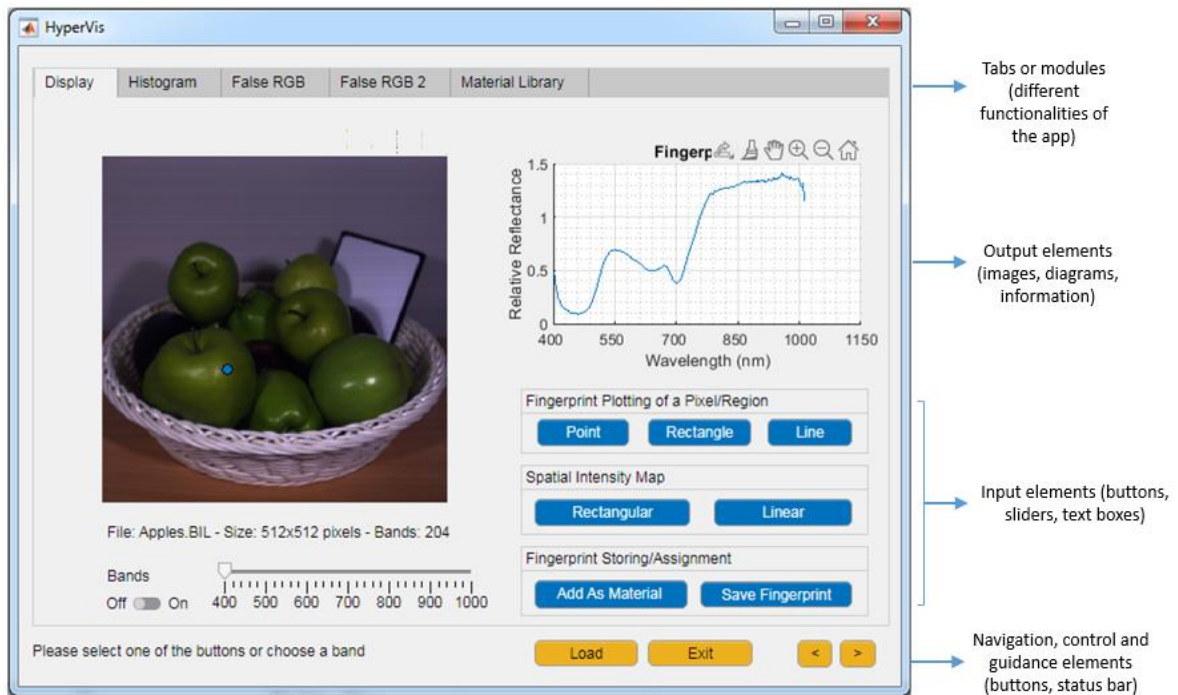 HyperVis
Display Histogram False RGB False RGB 2 Material Library
Fingerp
1.5
1
0.5
0
Relative Reflectance
400 550 700 850 1000 1150
Wavelength (nm)
File: Apples.BIL - Size: 512x512 pixels - Bands: 204
Bands
Off On
400 500 600 700 800 900 1000
Fingerprint Plotting of a Pixel/Region
Point Rectangle Line
Spatial Intensity Map
Rectangular Linear
Fingerprint Storing/Assignment
Add As Material Save Fingerprint
Please select one of the buttons or choose a band
Load Exit < >
Tabs or modules
(different
functionalities of
the app)
Output elements
(images, diagrams,
information)
Input elements (buttons,
sliders, text boxes)
Navigation, control and
guidance elements
(buttons, status bar)